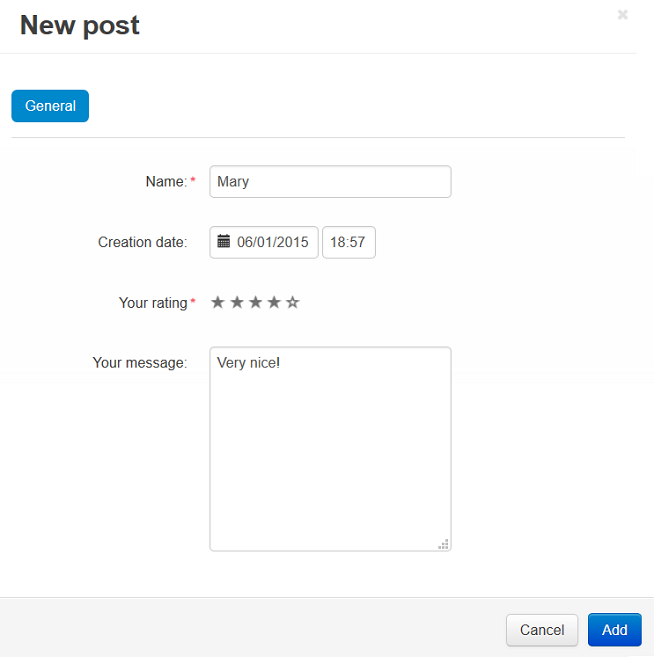 New post
General
Name:* Mary
Creation date: 06/01/2015 18:57
Your rating*
Your message: Very nice!
Cancel Add